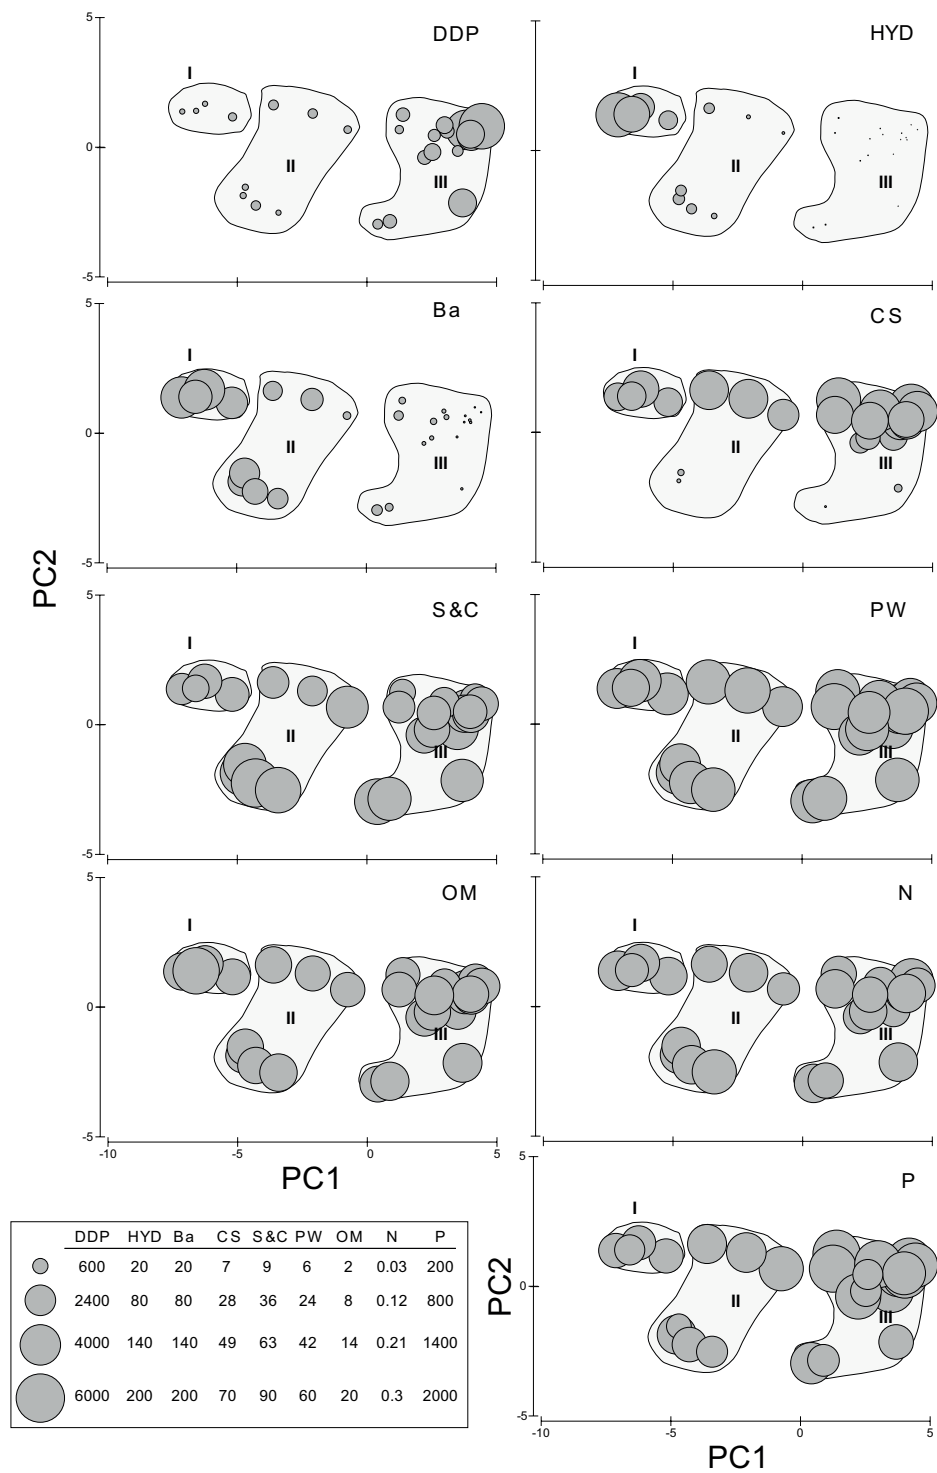 DDP
HYD
5
0
-5
I
II
III
I
II
III
Ba
CS
5
0
-5
I
II
III
I
II
III
PC2
S&C
PW
5
0
-5
I
II
III
I
II
III
OM
N
5
0
-5
I
II
III
I
II
III
-10 -5 0 5
PC1
P
5
0
-5
I
II
III
PC2
-10 -5 0 5
PC1
DDP HYD Ba CS S&C PW OM N P
600 20 20 7 9 6 2 0.03 200
2400 80 80 28 36 24 8 0.12 800
4000 140 140 49 63 42 14 0.21 1400
6000 200 200 70 90 60 20 0.3 2000